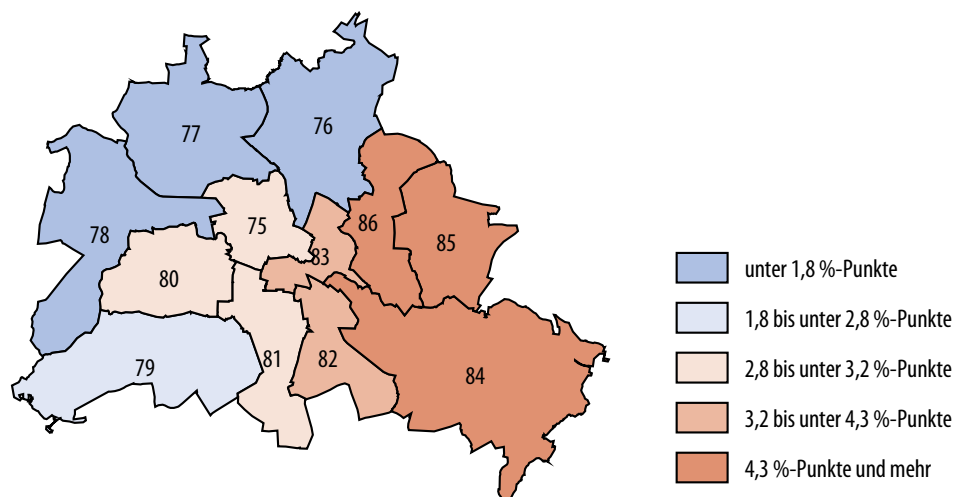 77
76
78
75
86
83
85
80
79
81
82
84
unter 1,8 %-Punkte
1,8 bis unter 2,8 %-Punkte
2,8 bis unter 3,2 %-Punkte
3,2 bis unter 4,3 %-Punkte
4,3 %-Punkte und mehr